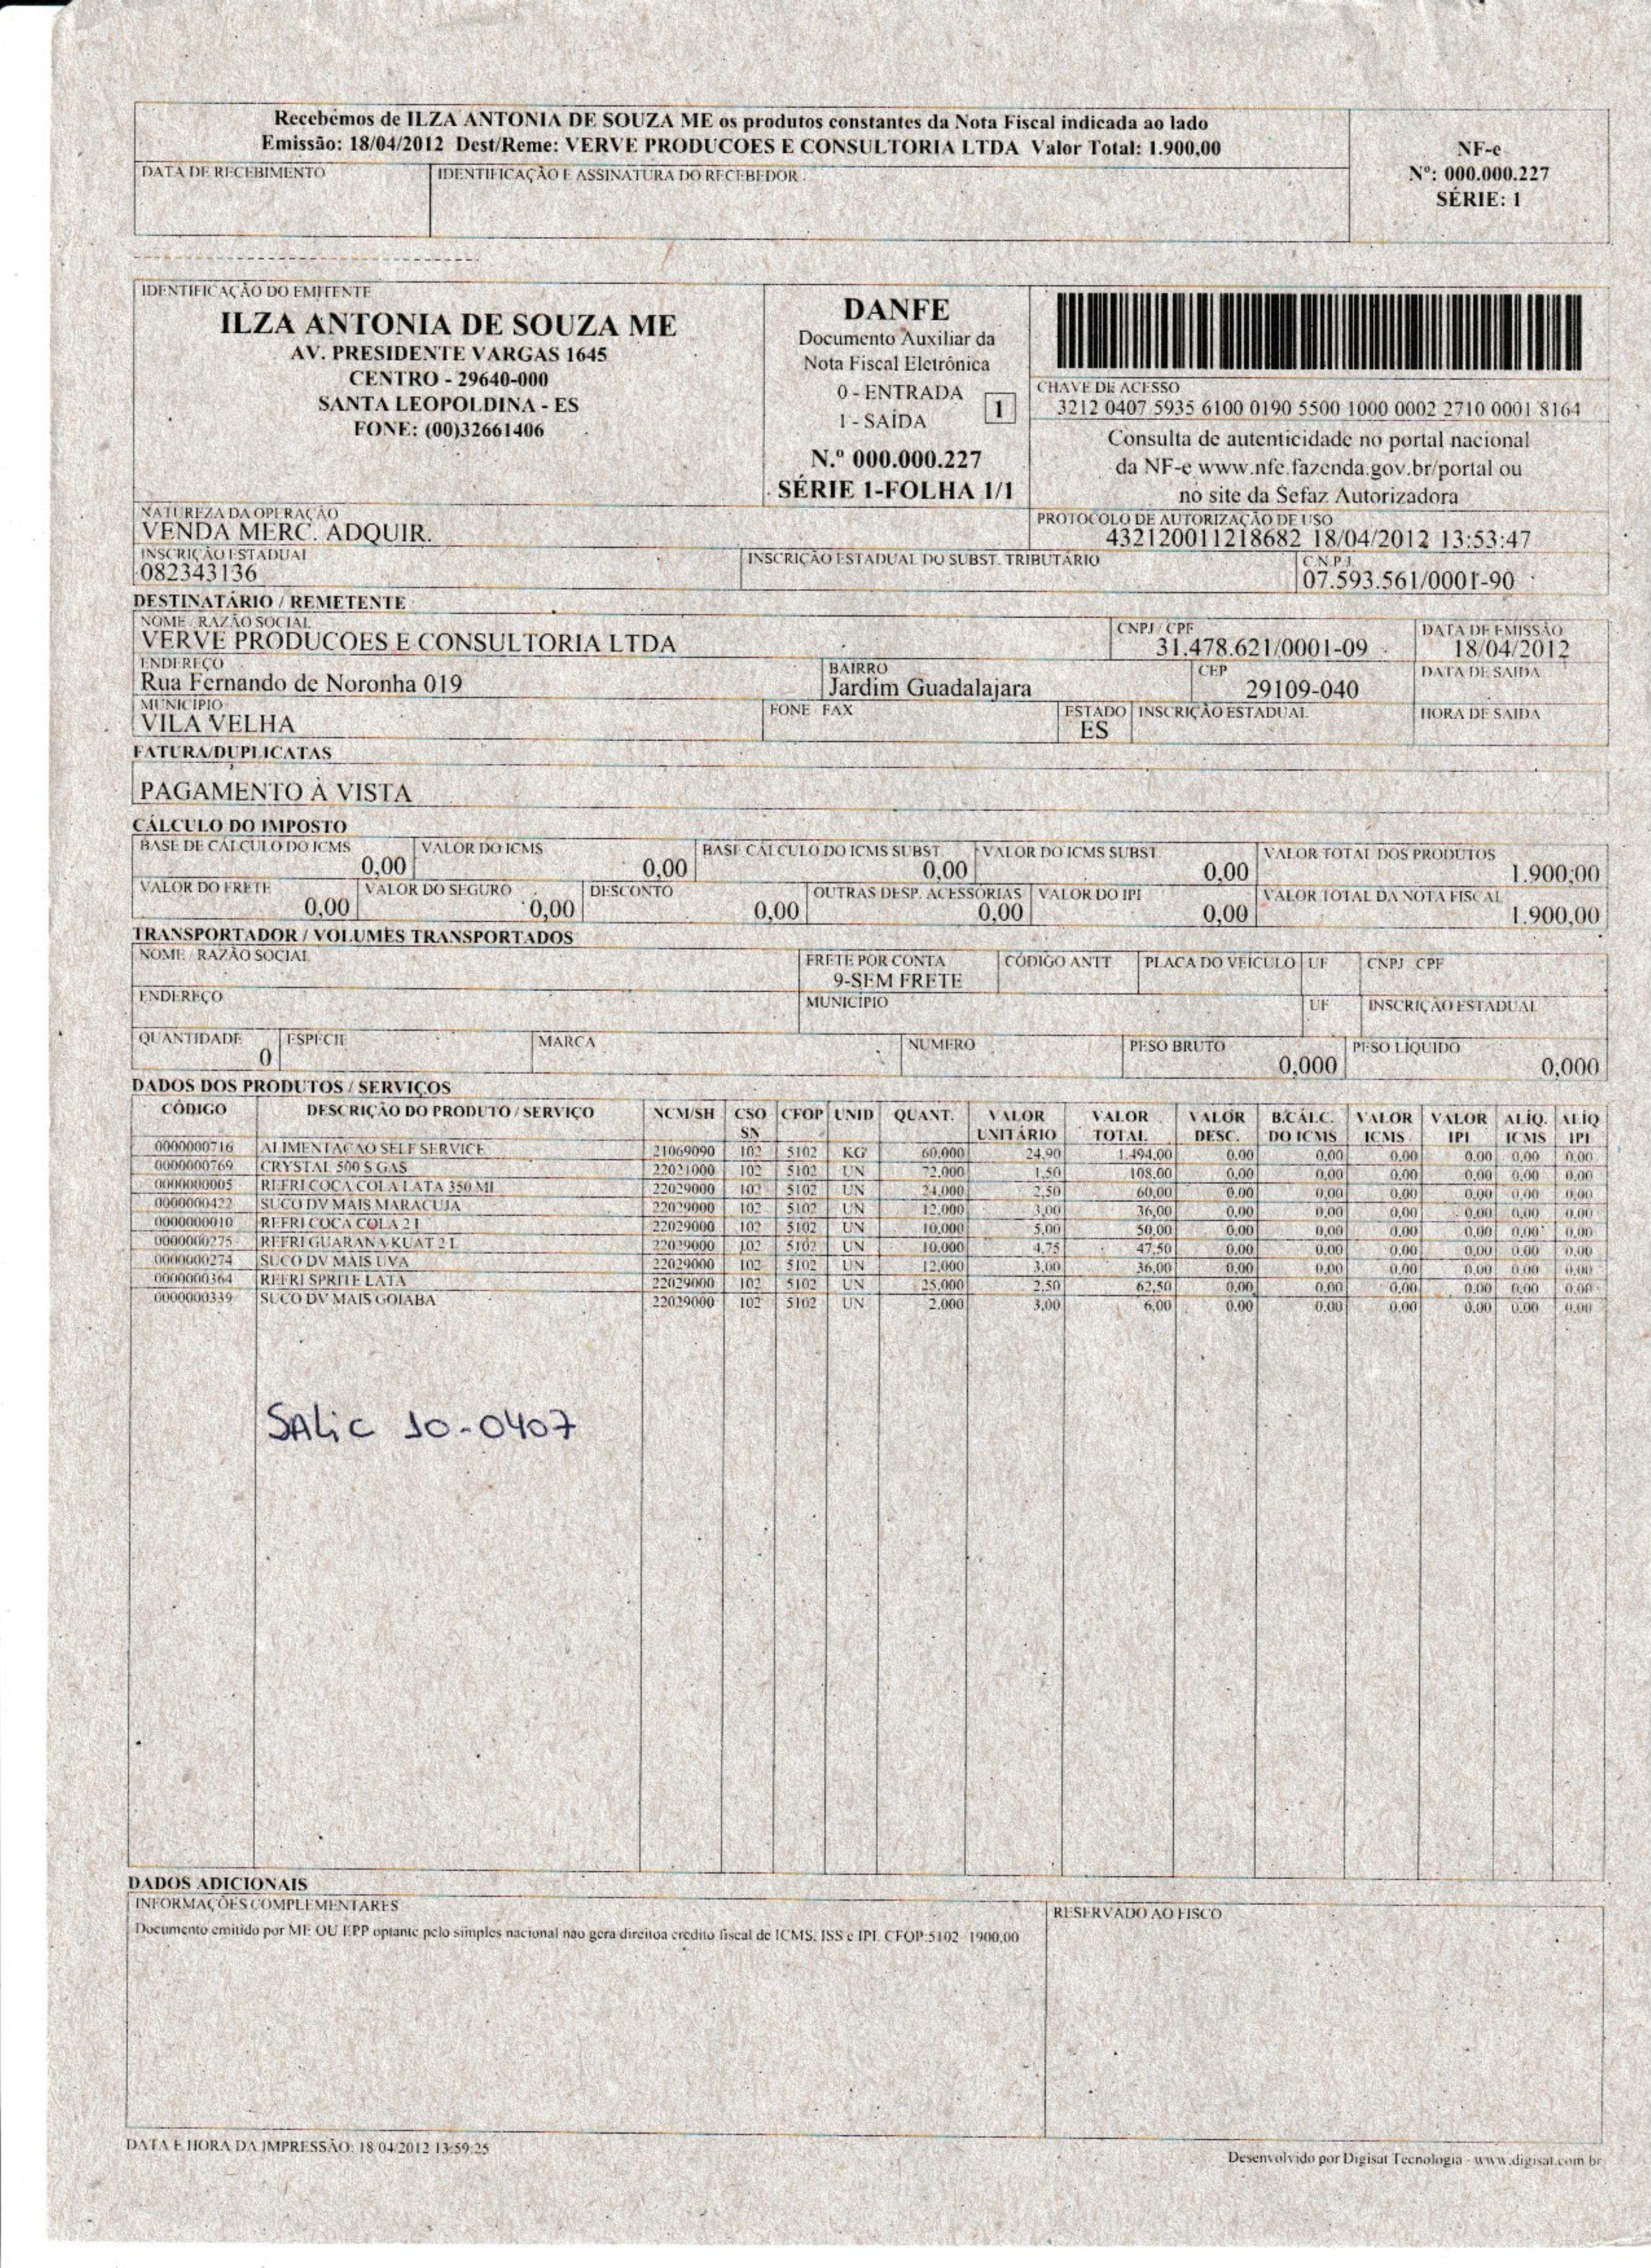 Recebemos de ILZA ANTONIA DE SOUZA ME os produtos constantes da Nota Fiscal indicada ao lado
Emissão: 18/04/2012 Dest/Reme: VERVE PRODUCOES E CONSULTORIA LTDA Valor Total: 1.900,00
DATA DE RECEBIMENTO IDENTIFICAÇÃO E ASSINATURA DO RECEBEDOR
NF-e
Nº: 000.000.227
SÉRIE: 1
IDENTIFICAÇÃO DO EMITENTE
ILZA ANTONIA DE SOUZA ME
AV. PRESIDENTE VARGAS 1645
CENTRO - 29640-000
SANTA LEOPOLDINA - ES
FONE: (00)32661406
DANFE
Documento Auxiliar da
Nota Fiscal Eletrônica
0 - ENTRADA
1 - SAÍDA
1
N.º 000.000.227
SÉRIE 1-FOLHA 1/1
CHAVE DE ACESSO
3212 0407 5935 6100 0190 5500 1000 0002 2710 0001 8164
Consulta de autenticidade no portal nacional
da NF-e www.nfe.fazenda.gov.br/portal ou
no site da Sefaz Autorizadora
NATUREZA DA OPERAÇÃO
VENDA MERC. ADQUIR.
PROTOCOLO DE AUTORIZAÇÃO DE USO
432120011218682 18/04/2012 13:53:47
INSCRIÇÃO ESTADUAL
082343136
INSCRIÇÃO ESTADUAL DO SUBST. TRIBUTÁRIO
C.N.P.J.
07.593.561/0001-90
DESTINATÁRIO / REMETENTE
NOME / RAZÃO SOCIAL
VERVE PRODUCOES E CONSULTORIA LTDA
CNPJ / CPF
31.478.621/0001-09
DATA DE EMISSÃO
18/04/2012
ENDEREÇO
Rua Fernando de Noronha 019
BAIRRO
Jardim Guadalajara
CEP
29109-040
DATA DE SAIDA
MUNICIPIO
VILA VELHA
FONE FAX
ESTADO
ES
INSCRIÇÃO ESTADUAL
HORA DE SAIDA
FATURA/DUPLICATAS
PAGAMENTO À VISTA
CÁLCULO DO IMPOSTO
BASE DE CÁLCULO DO ICMS VALOR DO ICMS BASE CALCULO DO ICMS SUBST. VALOR DO ICMS SUBST. VALOR TOTAL DOS PRODUTOS
0,00 0,00 0,00 0,00 1.900,00
VALOR DO FRETE VALOR DO SEGURO DESCONTO OUTRAS DESP. ACESSÓRIAS VALOR DO IPI VALOR TOTAL DA NOTA FISCAL
0,00 0,00 0,00 0,00 0,00 1.900,00
TRANSPORTADOR / VOLUMES TRANSPORTADOS
NOME / RAZÃO SOCIAL FRETE POR CONTA CÓDIGO ANTT PLACA DO VEÍCULO UF CNPJ CPF
9-SEM FRETE
ENDEREÇO MUNICÍPIO UF INSCRIÇÃO ESTADUAL
QUANTIDADE ESPÉCIE MARCA NUMERO PESO BRUTO PESO LÍQUIDO
0 0,000 0,000
DADOS DOS PRODUTOS / SERVIÇOS
CÓDIGO DESCRIÇÃO DO PRODUTO / SERVIÇO NCM/SH CSO SN CFOP UNID QUANT. VALOR UNITÁRIO VALOR TOTAL VALOR DESC. B.CÁLC. DO ICMS VALOR ICMS VALOR IPI ALÍQ. ICMS ALÍQ IPI
0000000716 ALIMENTACAO SELF SERVICE 21069090 102 5102 KG 60,000 24,90 1.494,00 0,00 0,00 0,00 0,00 0,00 0,00
0000000769 CRYSTAL 500 S GAS 22021000 102 5102 UN 72,000 1,50 108,00 0,00 0,00 0,00 0,00 0,00 0,00
0000000005 REFRI COCA COLA LATA 350 Ml 22029000 102 5102 UN 24,000 2,50 60,00 0,00 0,00 0,00 0,00 0,00 0,00
0000000422 SUCO DV MAIS MARACUJA 22029000 102 5102 UN 12,000 3,00 36,00 0,00 0,00 0,00 0,00 0,00 0,00
0000000010 REFRI COCA COLA 2 L 22029000 102 5102 UN 10,000 5,00 50,00 0,00 0,00 0,00 0,00 0,00 0,00
0000000275 REFRI GUARANA KUAT 2 L 22029000 102 5102 UN 10,000 4,75 47,50 0,00 0,00 0,00 0,00 0,00 0,00
0000000274 SUCO DV MAIS UVA 22029000 102 5102 UN 12,000 3,00 36,00 0,00 0,00 0,00 0,00 0,00 0,00
0000000364 REFRI SPRITE LATA 22029000 102 5102 UN 25,000 2,50 62,50 0,00 0,00 0,00 0,00 0,00 0,00
0000000339 SUCO DV MAIS GOIABA 22029000 102 5102 UN 2,000 3,00 6,00 0,00 0,00 0,00 0,00 0,00 0,00
SALIC 10-0407
DADOS ADICIONAIS
INFORMAÇÕES COMPLEMENTARES
RESERVADO AO FISCO
Documento emitido por ME OU EPP optante pelo simples nacional não gera direitoa credito fiscal de ICMS, ISS e IPI. CFOP:5102 1900,00
DATA E HORA DA IMPRESSÃO: 18/04/2012 13:59:25
Desenvolvido por Digisat Tecnologia - www.digisat.com.br